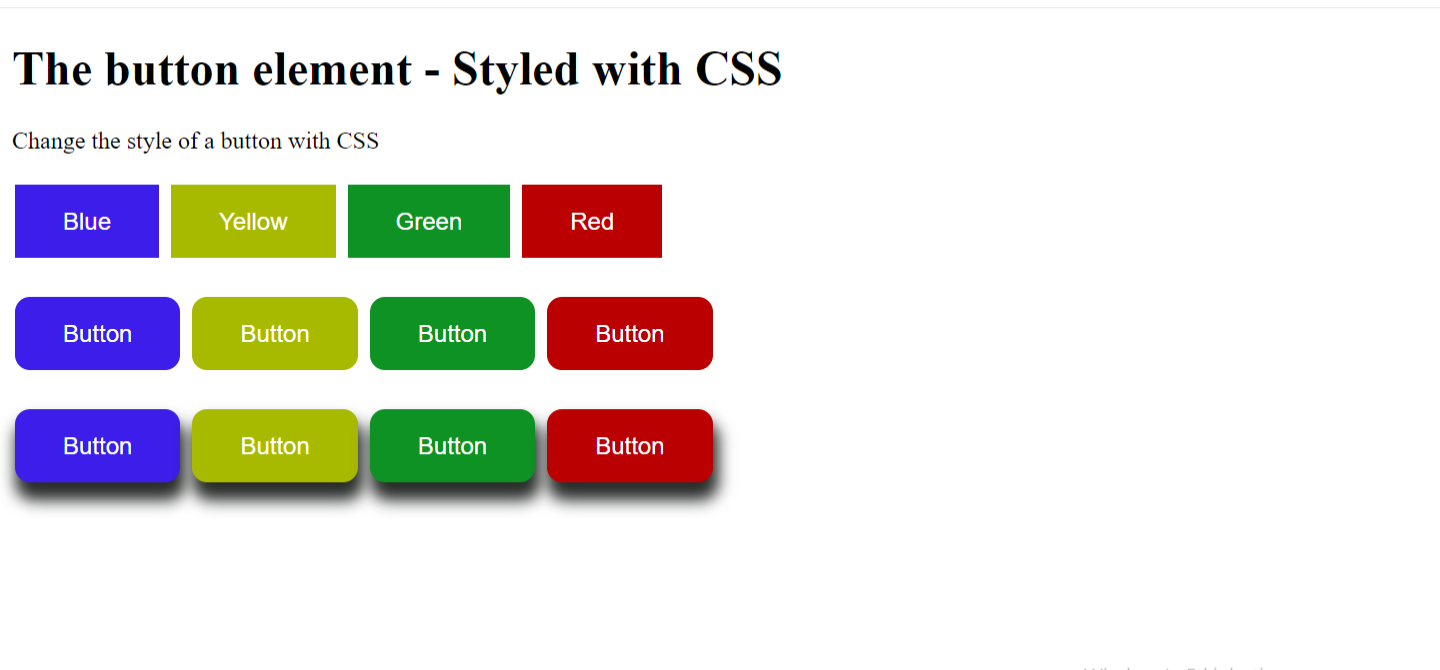 The button element - Styled with CSS
Change the style of a button with CSS
Blue Yellow Green Red
Button Button Button Button
Button Button Button Button